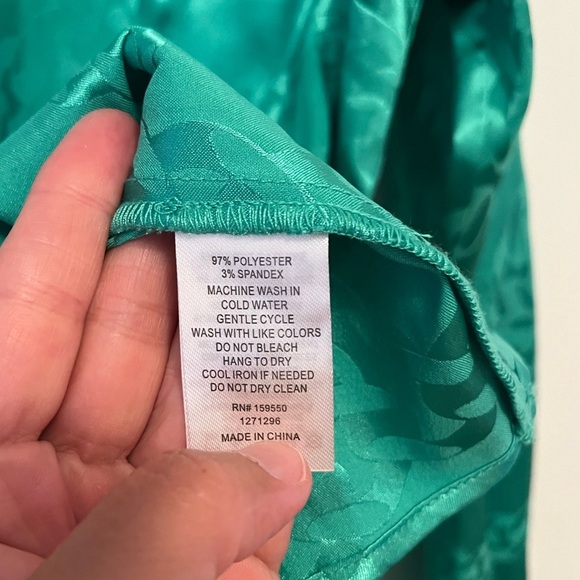 97% POLYESTER
3% SPANDEX
MACHINE WASH IN
COLD WATER
GENTLE CYCLE
WASH WITH LIKE COLORS
DO NOT BLEACH
HANG TO DRY
COOL IRON IF NEEDED
DO NOT DRY CLEAN
RN# 159550
1271296
MADE IN CHINA